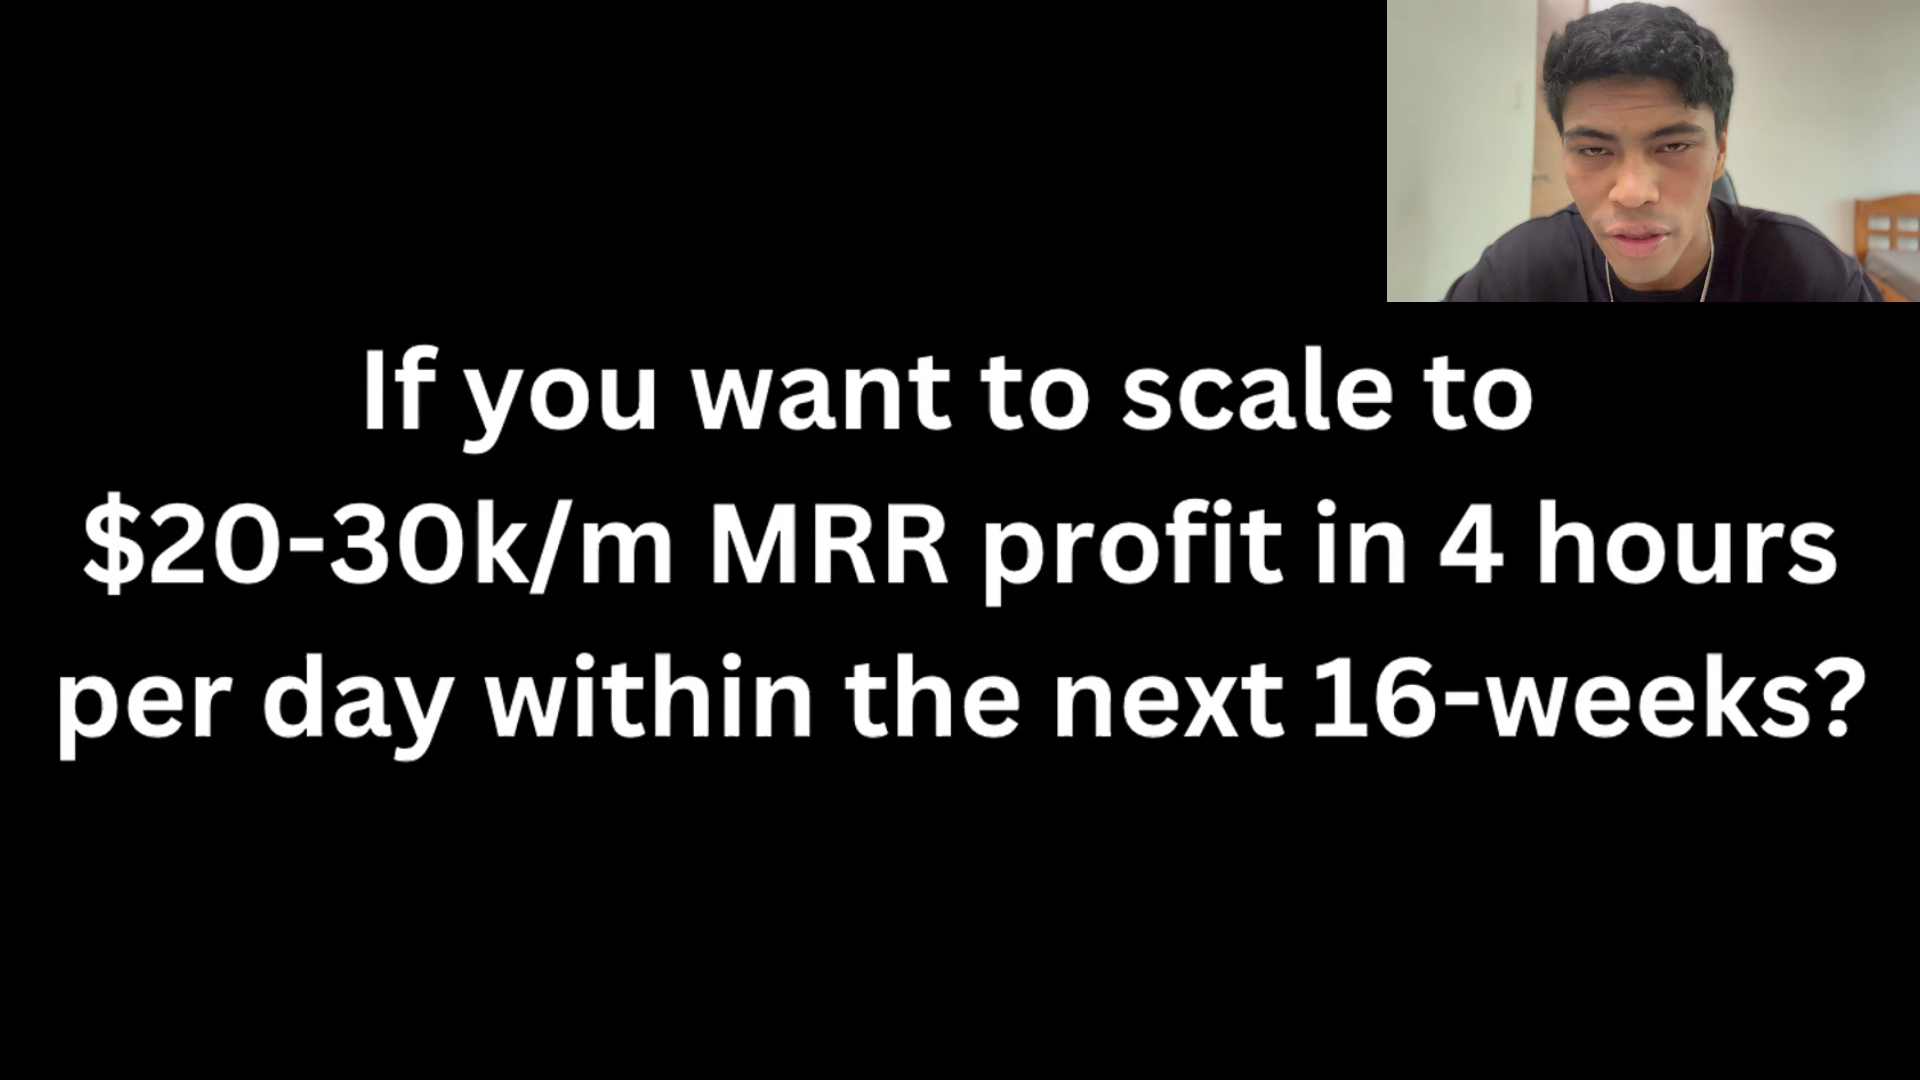 If you want to scale to
$20-30k/m MRR profit in 4 hours
per day within the next 16-weeks?